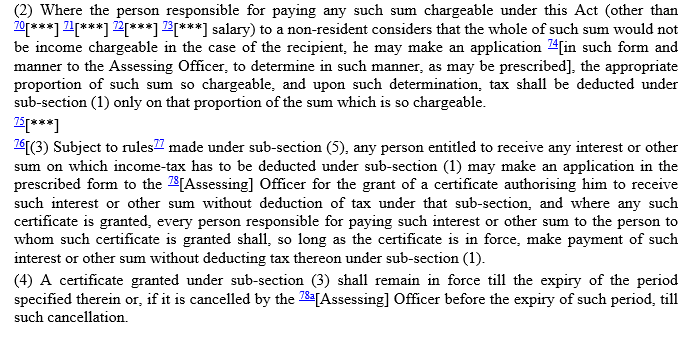 (2) Where the person responsible for paying any such sum chargeable under this Act (other than
70[***] 71[***] 72[***] 73[***] salary) to a non-resident considers that the whole of such sum would not
be income chargeable in the case of the recipient, he may make an application 74[in such form and
manner to the Assessing Officer, to determine in such manner, as may be prescribed], the appropriate
proportion of such sum so chargeable, and upon such determination, tax shall be deducted under
sub-section (1) only on that proportion of the sum which is so chargeable.
75[***]
76[(3) Subject to rules77 made under sub-section (5), any person entitled to receive any interest or other
sum on which income-tax has to be deducted under sub-section (1) may make an application in the
prescribed form to the 78[Assessing] Officer for the grant of a certificate authorising him to receive
such interest or other sum without deduction of tax under that sub-section, and where any such
certificate is granted, every person responsible for paying such interest or other sum to the person to
whom such certificate is granted shall, so long as the certificate is in force, make payment of such
interest or other sum without deducting tax thereon under sub-section (1).
(4) A certificate granted under sub-section (3) shall remain in force till the expiry of the period
specified therein or, if it is cancelled by the 78a[Assessing] Officer before the expiry of such period, till
such cancellation.